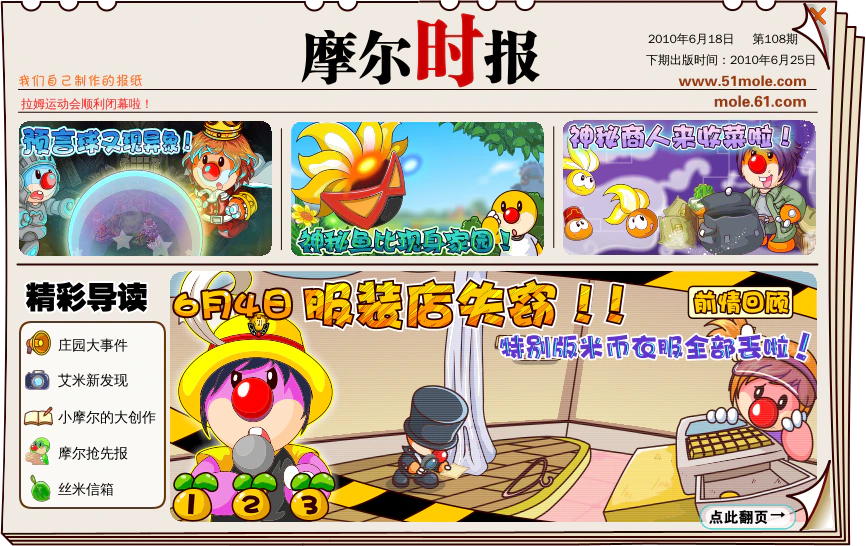 摩尔时报
2010年6月18日 第108期
下期出版时间：2010年6月25日
我们自己制作的报纸
www.51mole.com
拉姆运动会顺利闭幕啦！
mole.61.com
预言球又现异象！
神秘鱼比现身家园！
神秘商人来收菜啦！
精彩导读
庄园大事件
艾米新发现
小摩尔的大创作
摩尔抢先报
丝米信箱
6月4日 服装店失窃！！
前情回顾
特别版米币衣服全部丢啦！
神
1 2 3
点此翻页→